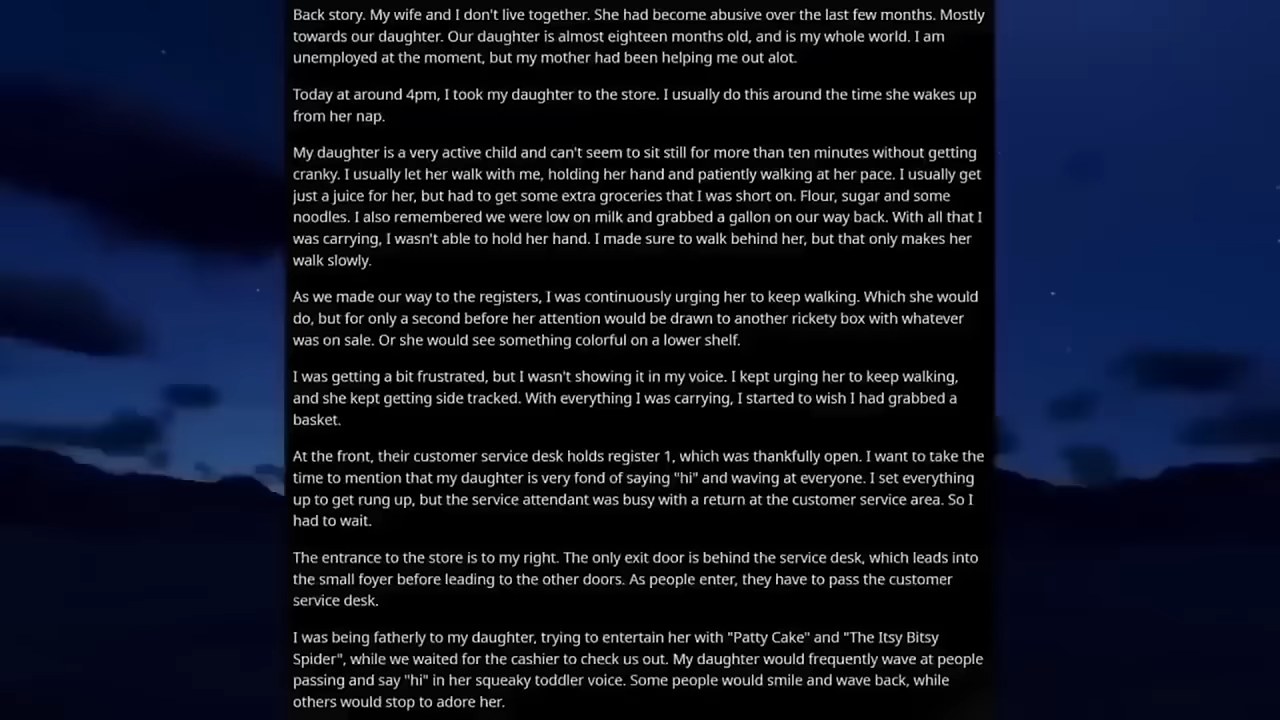 Back story. My wife and I don't live together. She had become abusive over the last few months. Mostly
towards our daughter. Our daughter is almost eighteen months old, and is my whole world. I am
unemployed at the moment, but my mother had been helping me out alot.
Today at around 4pm, I took my daughter to the store. I usually do this around the time she wakes up
from her nap.
My daughter is a very active child and can't seem to sit still for more than ten minutes without getting
cranky. I usually let her walk with me, holding her hand and patiently walking at her pace. I usually get
just a juice for her, but had to get some extra groceries that I was short on. Flour, sugar and some
noodles. I also remembered we were low on milk and grabbed a gallon on our way back. With all that I
was carrying, I wasn't able to hold her hand. I made sure to walk behind her, but that only makes her
walk slowly.
As we made our way to the registers, I was continuously urging her to keep walking. Which she would
do, but for only a second before her attention would be drawn to another rickety box with whatever
was on sale. Or she would see something colorful on a lower shelf.
I was getting a bit frustrated, but I wasn't showing it in my voice. I kept urging her to keep walking,
and she kept getting side tracked. With everything I was carrying, I started to wish I had grabbed a
basket.
At the front, their customer service desk holds register 1, which was thankfully open. I want to take the
time to mention that my daughter is very fond of saying "hi" and waving at everyone. I set everything
up to get rung up, but the service attendant was busy with a return at the customer service area. So I
had to wait.
The entrance to the store is to my right. The only exit door is behind the service desk, which leads into
the small foyer before leading to the other doors. As people enter, they have to pass the customer
service desk.
I was being fatherly to my daughter, trying to entertain her with "Patty Cake" and "The Itsy Bitsy
Spider", while we waited for the cashier to check us out. My daughter would frequently wave at people
passing and say "hi" in her squeaky toddler voice. Some people would smile and wave back, while
others would stop to adore her.